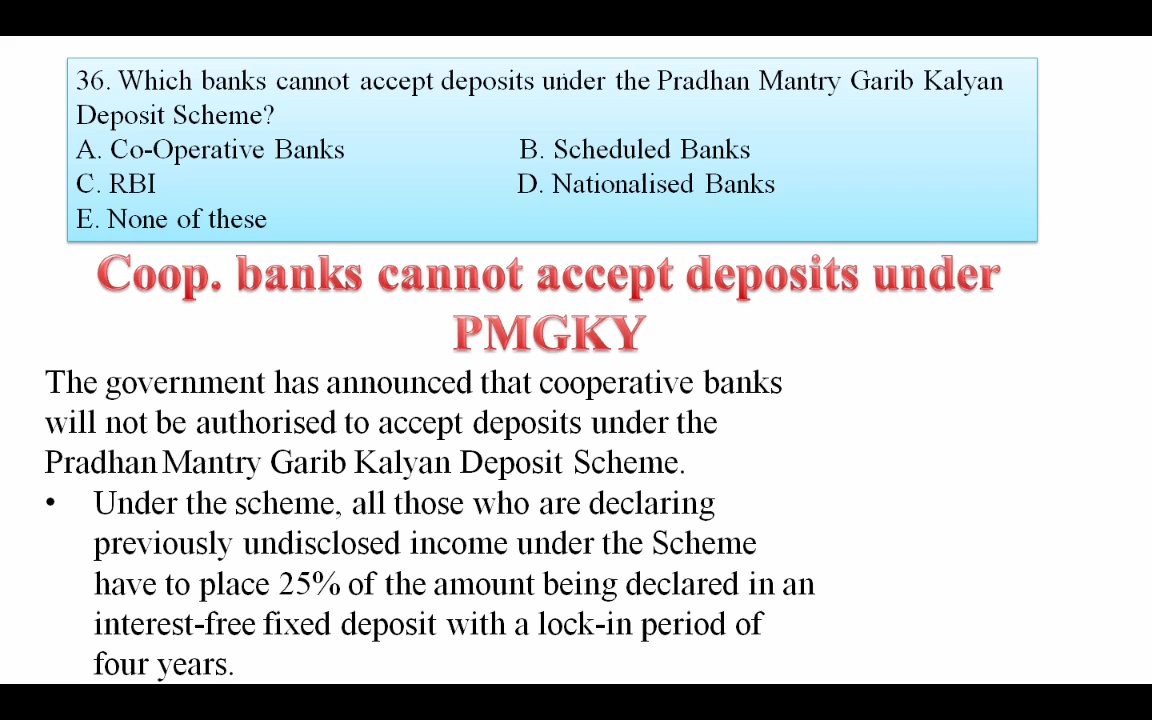 36. Which banks cannot accept deposits under the Pradhan Mantry Garib Kalyan
Deposit Scheme?
A. Co-Operative Banks B. Scheduled Banks
C. RBI D. Nationalised Banks
E. None of these
Coop. banks cannot accept deposits under
PMGKY
The government has announced that cooperative banks
will not be authorised to accept deposits under the
Pradhan Mantry Garib Kalyan Deposit Scheme.
• Under the scheme, all those who are declaring
previously undisclosed income under the Scheme
have to place 25% of the amount being declared in an
interest-free fixed deposit with a lock-in period of
four years.